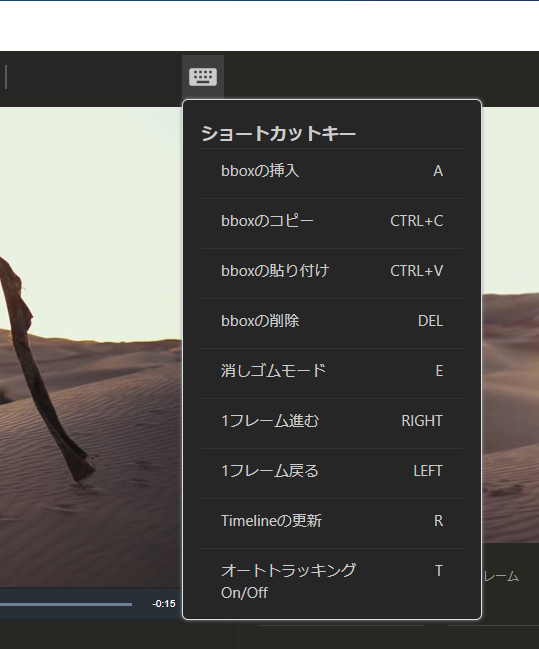 ショートカットキー
bboxの挿入 A
bboxのコピー CTRL+C
bboxの貼り付け CTRL+V
bboxの削除 DEL
消しゴムモード E
1フレーム進む RIGHT
1フレーム戻る LEFT
Timelineの更新 R
オートトラッキング T
On/Off
レーム
-0:15